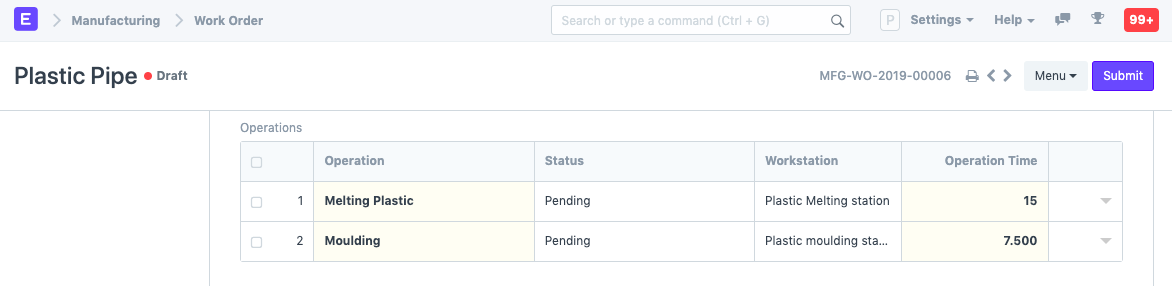 E Manufacturing Work Order Search or type a command (Ctrl + G) P Settings Help 99+
Plastic Pipe Draft MFG-WO-2019-00006 Menu Submit
Operations
Operation Status Workstation Operation Time
1 Melting Plastic Pending Plastic Melting station 15
2 Moulding Pending Plastic moulding sta... 7.500